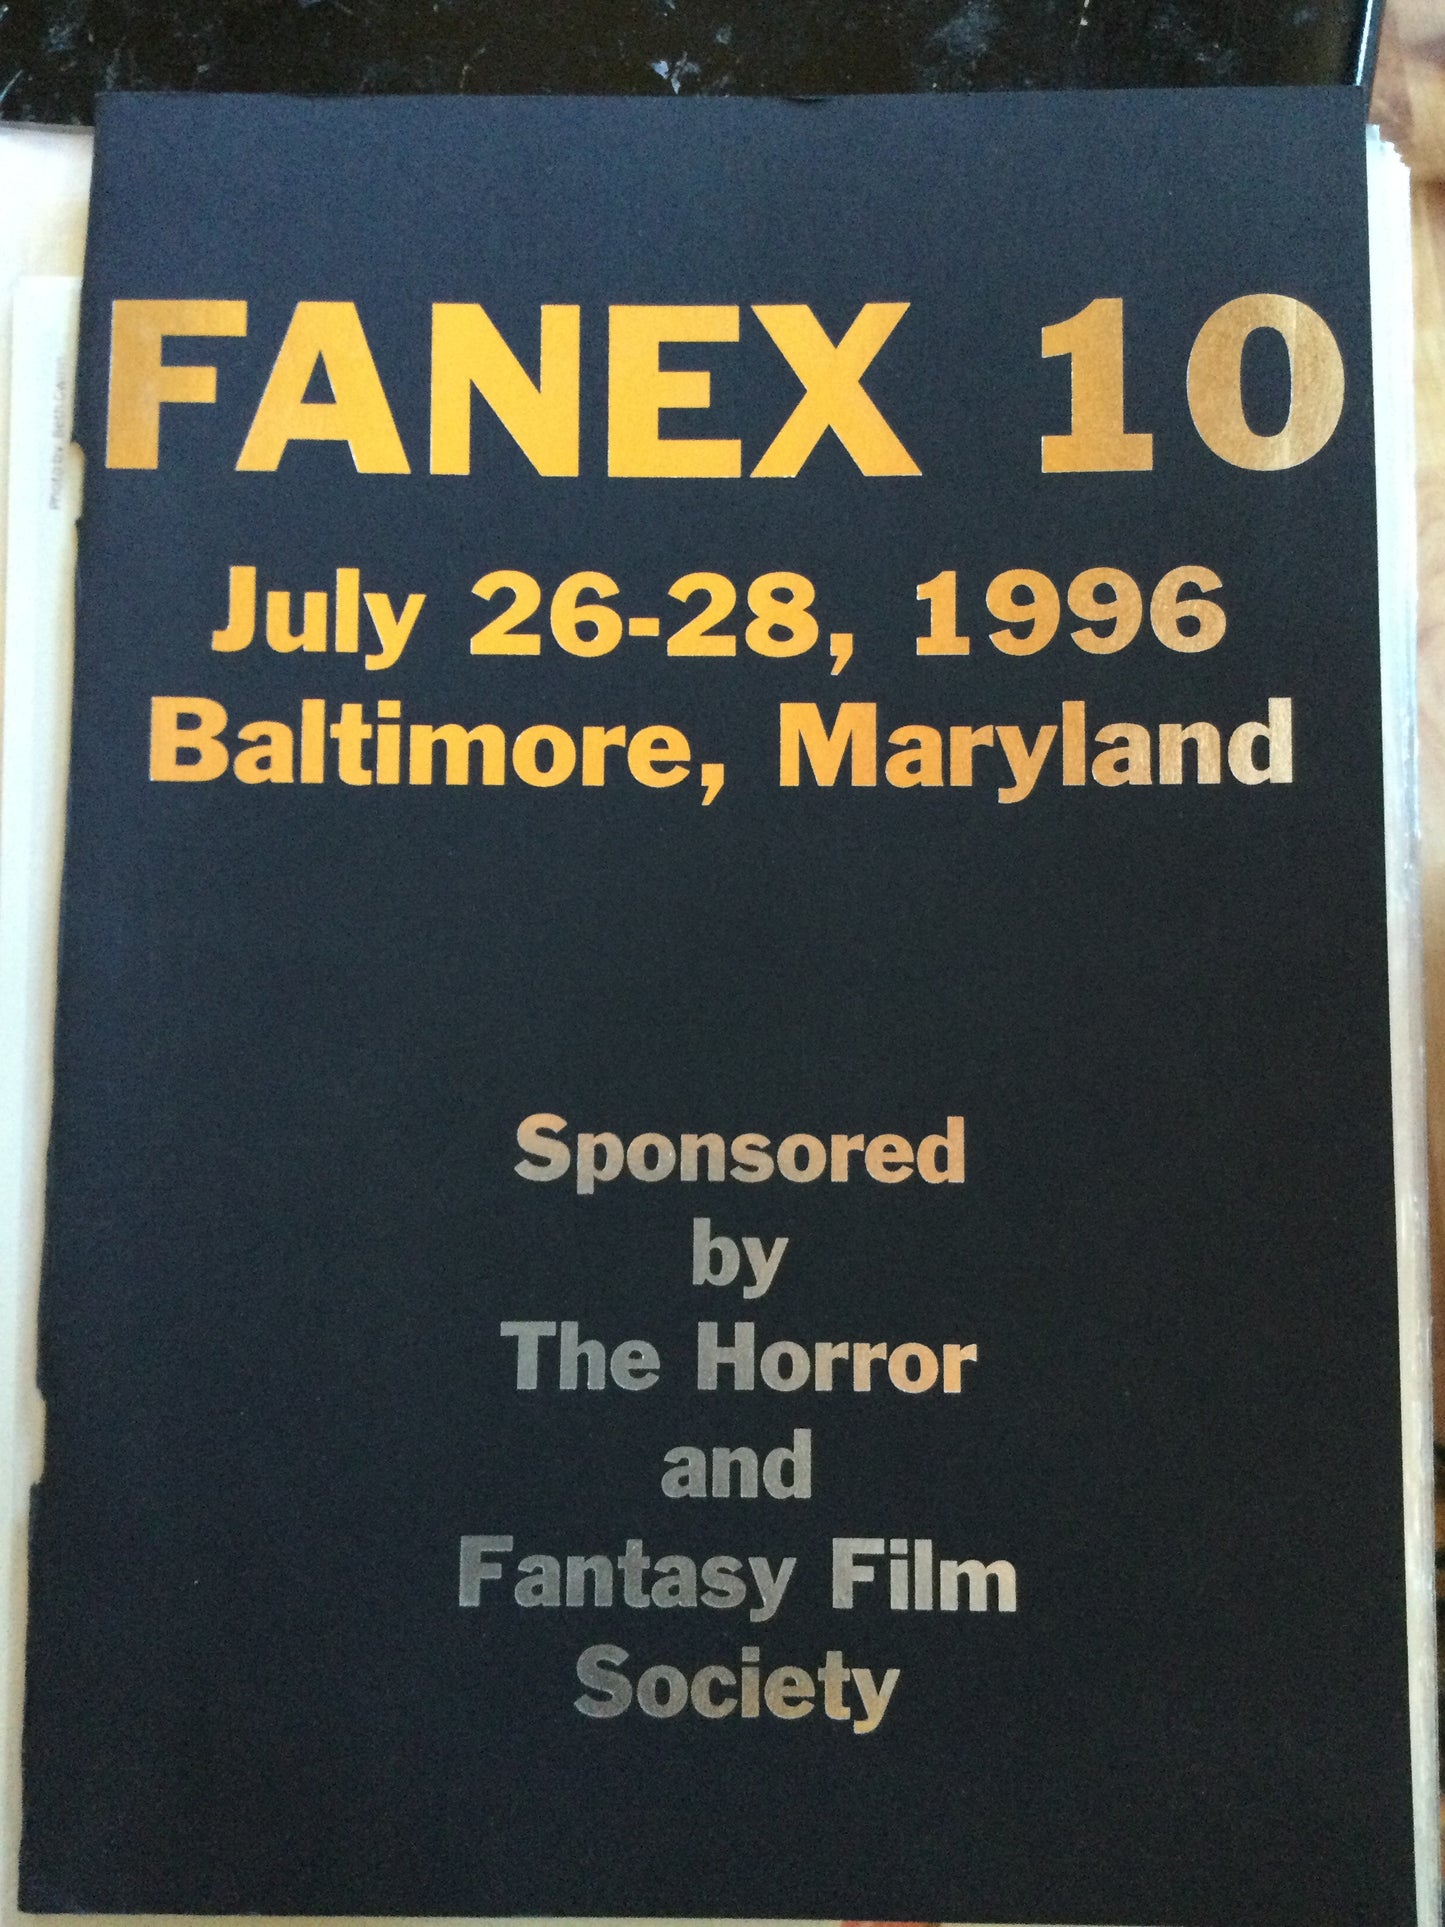 FANEX 10
July 26-28, 1996
Baltimore, Maryland
Sponsored
by
The Horror
and
Fantasy Film
Society